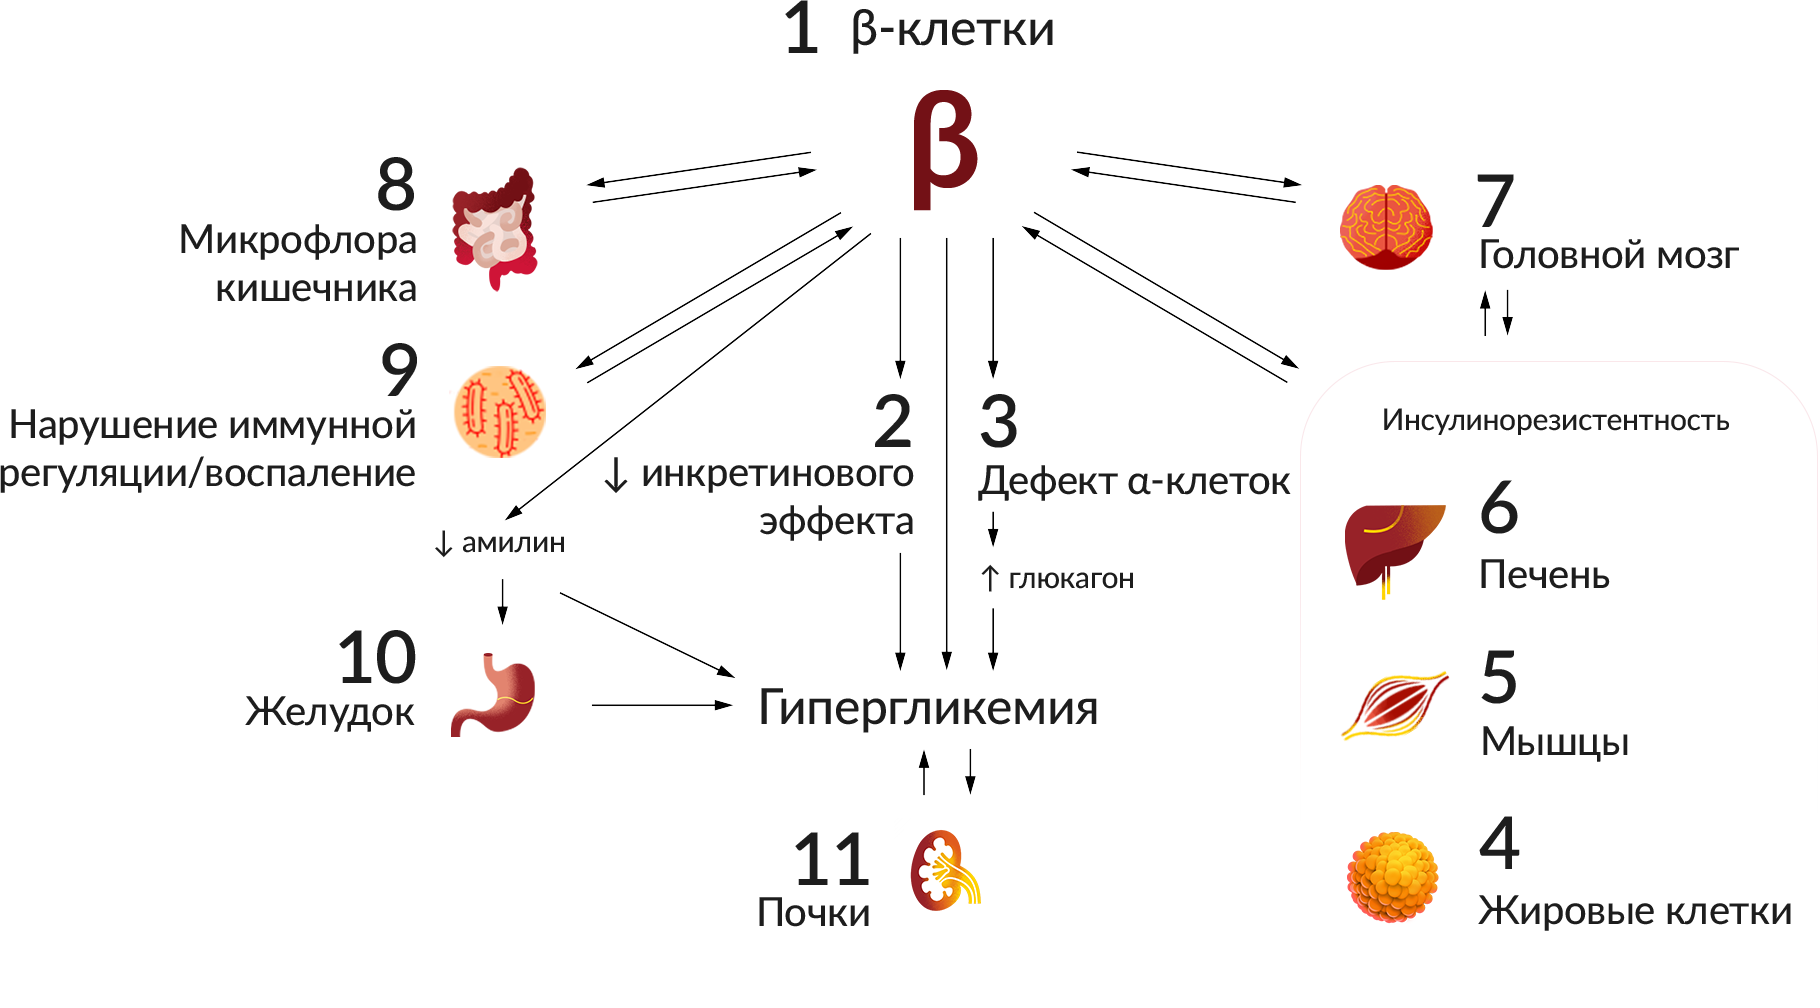 1 β-клетки
β
8
Микрофлора
кишечника
7
Головной мозг
9
Нарушение иммунной
регуляции/воспаление
2
↓ инкретинового
эффекта
3
Дефект α-клеток
↑ глюкагон
↓ амилин
10
Желудок
Гипергликемия
11
Почки
Инсулинорезистентность
6
Печень
5
Мышцы
4
Жировые клетки